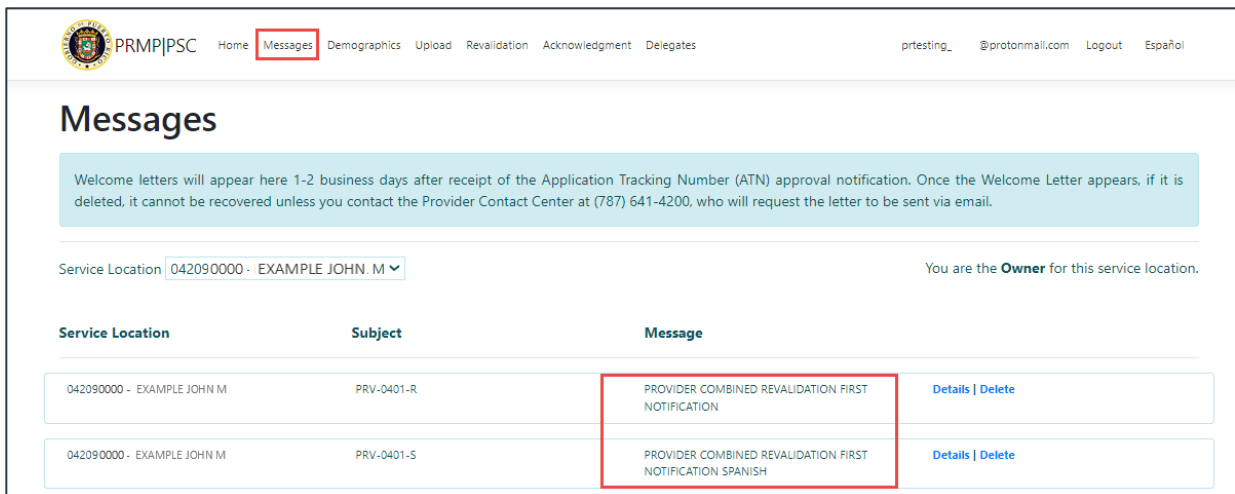 PRMP|PSC Home Messages Demographics Upload Revalidation Acknowledgment Delegates prtesting_ @protonmail.com Logout Español
Messages
Welcome letters will appear here 1-2 business days after receipt of the Application Tracking Number (ATN) approval notification. Once the Welcome Letter appears, if it is
deleted, it cannot be recovered unless you contact the Provider Contact Center at (787) 641-4200, who will request the letter to be sent via email.
Service Location 042090000 - EXAMPLE JOHN. M You are the Owner for this service location.
Service Location Subject Message
042090000 - EXAMPLE JOHN M PRV-0401-R PROVIDER COMBINED REVALIDATION FIRST Details | Delete
NOTIFICATION
042090000 - EXAMPLE JOHN M PRV-0401-S PROVIDER COMBINED REVALIDATION FIRST Details | Delete
NOTIFICATION SPANISH